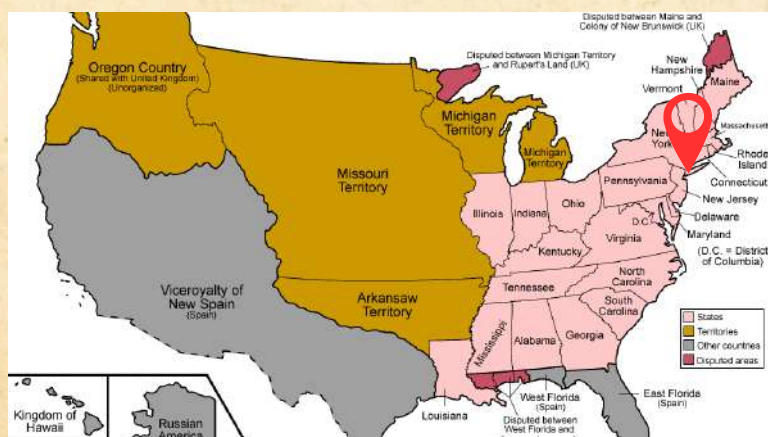 Disputed between Maine and
Colony of New Brunswick (UK)
Oregon Country
(Shared with United Kingdom)
(Unorganized)
Disputed between Michigan Territory
and Rupert's Land (UK)
New
Hampshire
Vermont
Maine
Michigan
Territory
Massachusett
New
York
Michigan
Territory
Rhode
Island
Missouri
Territory
Connecticut
Pennsylvania
New Jersey
Illinois
Indiana
Ohio
D.C.
Delaware
Maryland
(D.C. = District
of Columbia)
Virginia
Kentucky
Viceroyalty of
New Spain
(Spain)
North
Carolina
Tennessee
Arkansaw
Territory
South
Carolina
Mississippi
Alabama
Georgia
States
Territories
Other countries
Disputed areas
Louisiana
West Florida
(Spain)
East Florida
(Spain)
Disputed between
West Florida and
Kingdom of
Hawaii
Russian
America